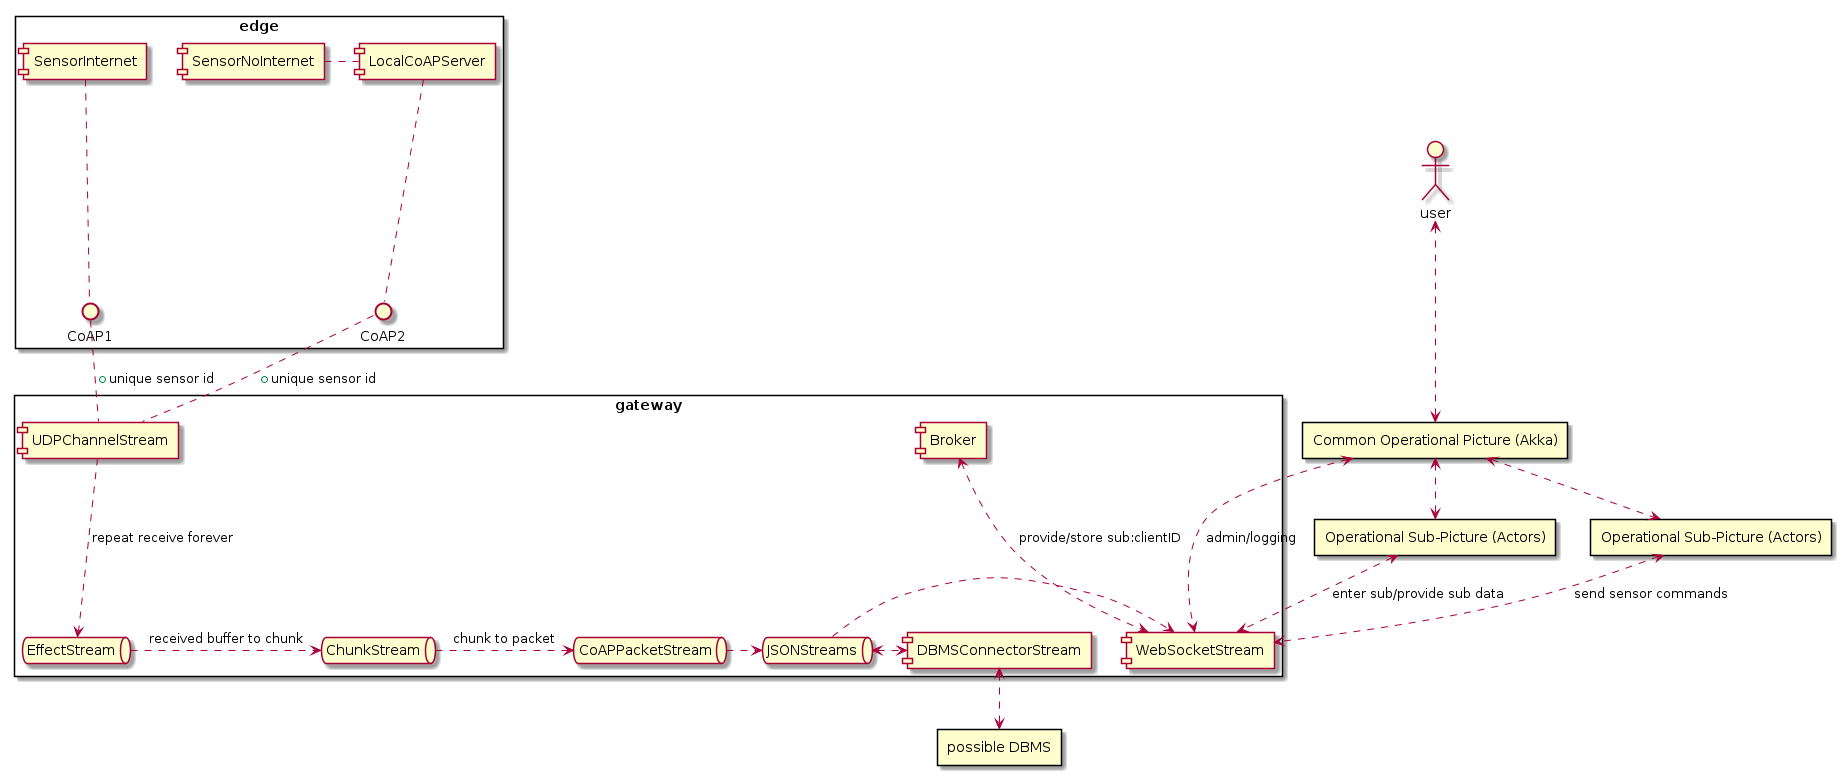 edge
SensorInternet
SensorNoInternet
LocalCoAPServer
user
CoAP1
CoAP2
unique sensor id
unique sensor id
gateway
UDPChannelStream
Broker
Common Operational Picture (Akka)
repeat receive forever
provide/store sub:clientID
admin/logging
Operational Sub-Picture (Actors)
Operational Sub-Picture (Actors)
enter sub/provide sub data
send sensor commands
EffectStream
received buffer to chunk
ChunkStream
chunk to packet
CoAPPacketStream
JSONStreams
DBMSConnectorStream
WebSocketStream
possible DBMS